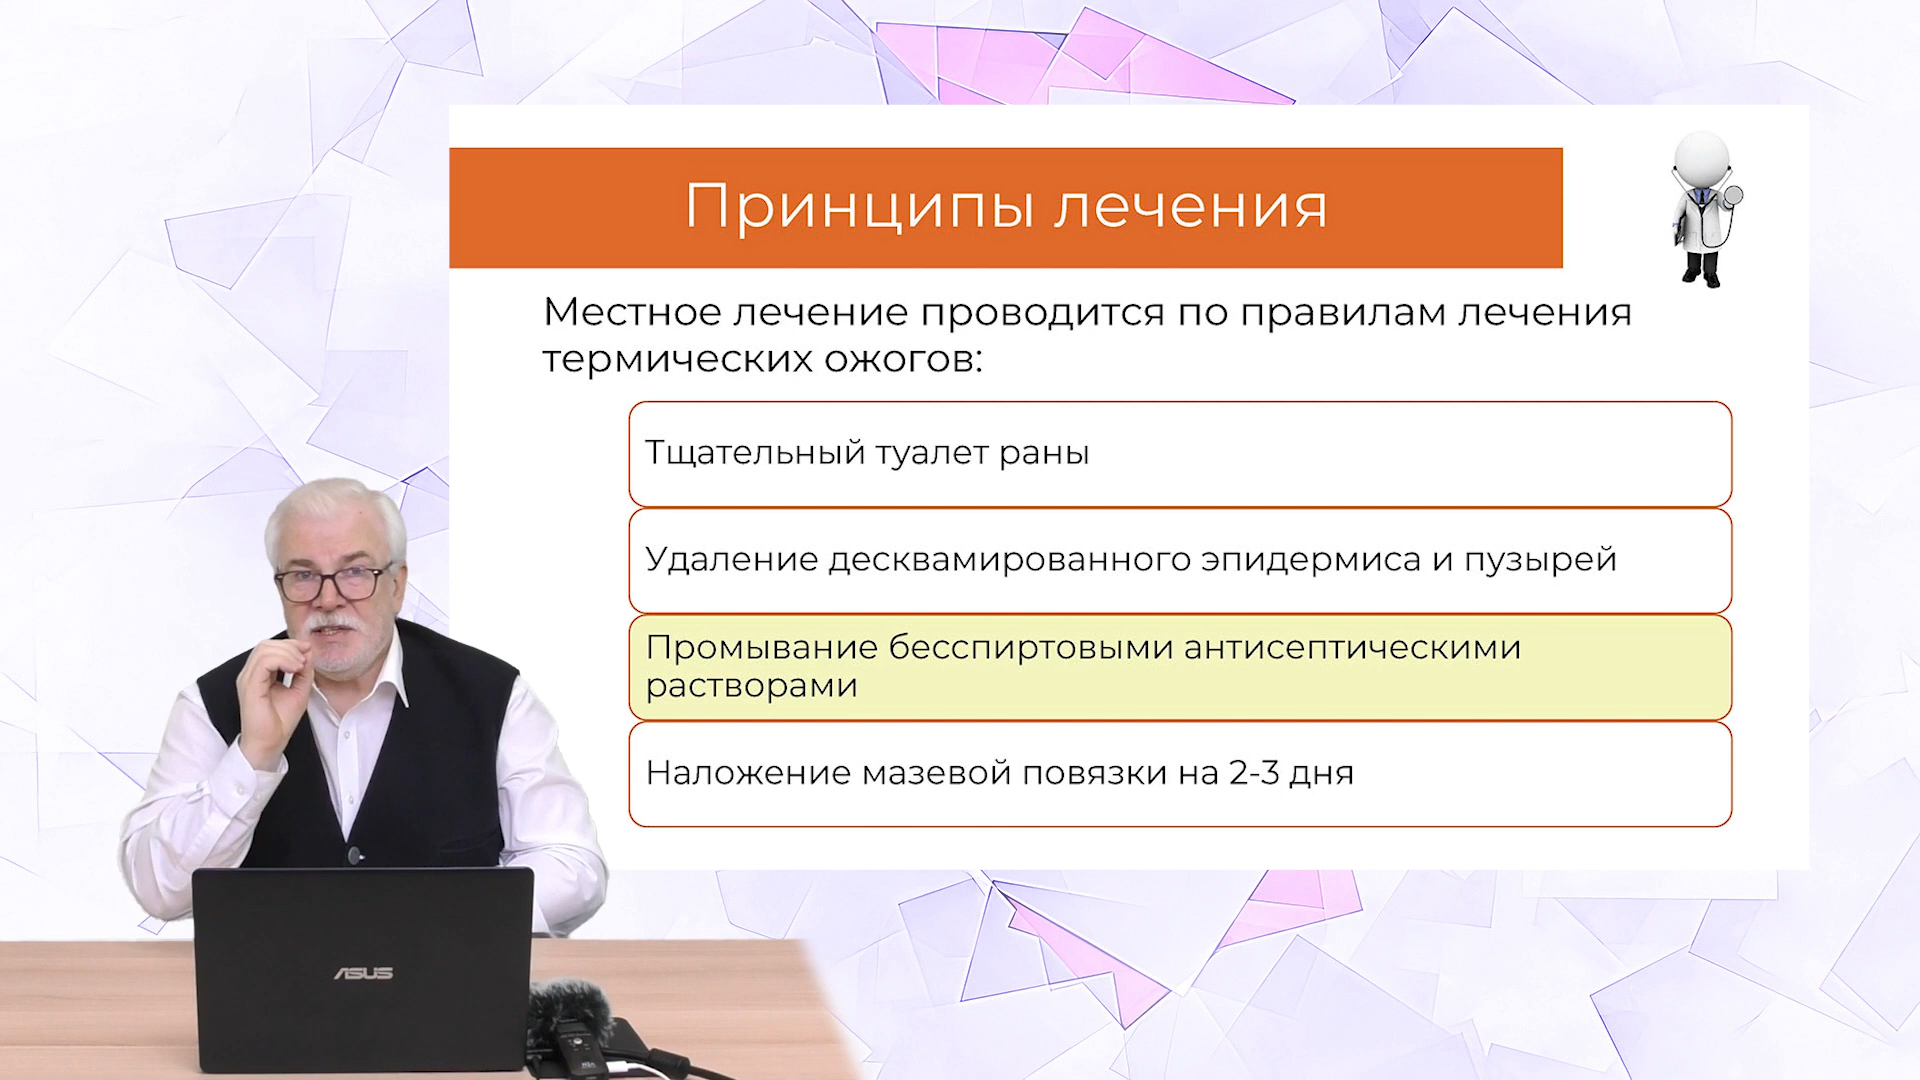 Принципы лечения
Местное лечение проводится по правилам лечения
термических ожогов:
Тщательный туалет раны
Удаление десквамированного эпидермиса и пузырей
Промывание бесспиртовыми антисептическими
растворами
Наложение мазевой повязки на 2-3 дня
ASUS